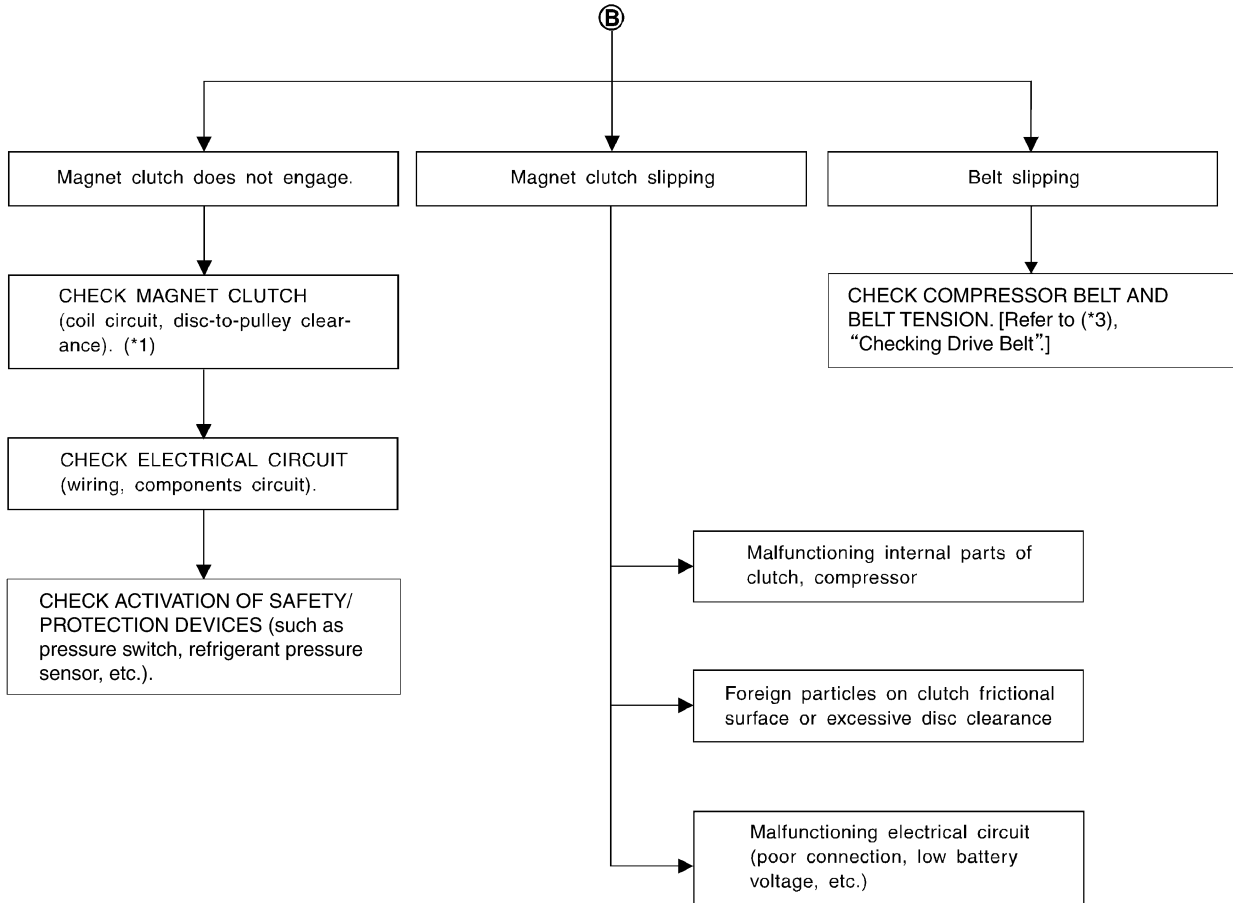 B
Magnet clutch does not engage.
Magnet clutch slipping
Belt slipping
CHECK MAGNET CLUTCH
(coil circuit, disc-to-pulley clear-
ance). (*1)
CHECK COMPRESSOR BELT AND
BELT TENSION. [Refer to (*3),
“Checking Drive Belt”.]
CHECK ELECTRICAL CIRCUIT
(wiring, components circuit).
CHECK ACTIVATION OF SAFETY/
PROTECTION DEVICES (such as
pressure switch, refrigerant pressure
sensor, etc.).
Malfunctioning internal parts of
clutch, compressor
Foreign particles on clutch frictional
surface or excessive disc clearance
Malfunctioning electrical circuit
(poor connection, low battery
voltage, etc.)